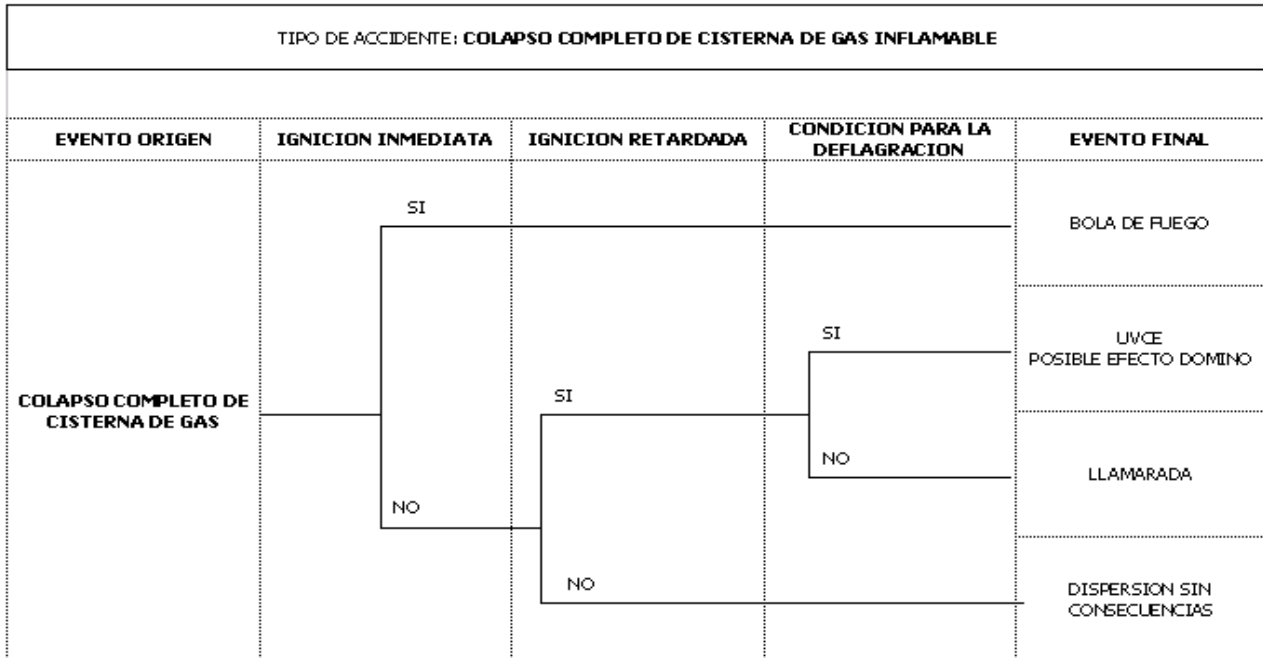 TIPO DE ACCIDENTE: COLAPSO COMPLETO DE CISTERNA DE GAS INFLAMABLE
EVENTO ORIGEN
IGNICION INMEDIATA
IGNICION RETARDADA
CONDICION PARA LA
DEFLAGRACION
EVENTO FINAL
SI
BOLA DE FUEGO
SI
UVCE
POSIBLE EFECTO DOMINO
COLAPSO COMPLETO DE
CISTERNA DE GAS
SI
NO
LLAMARADA
NO
NO
DISPERSION SIN
CONSECUENCIAS